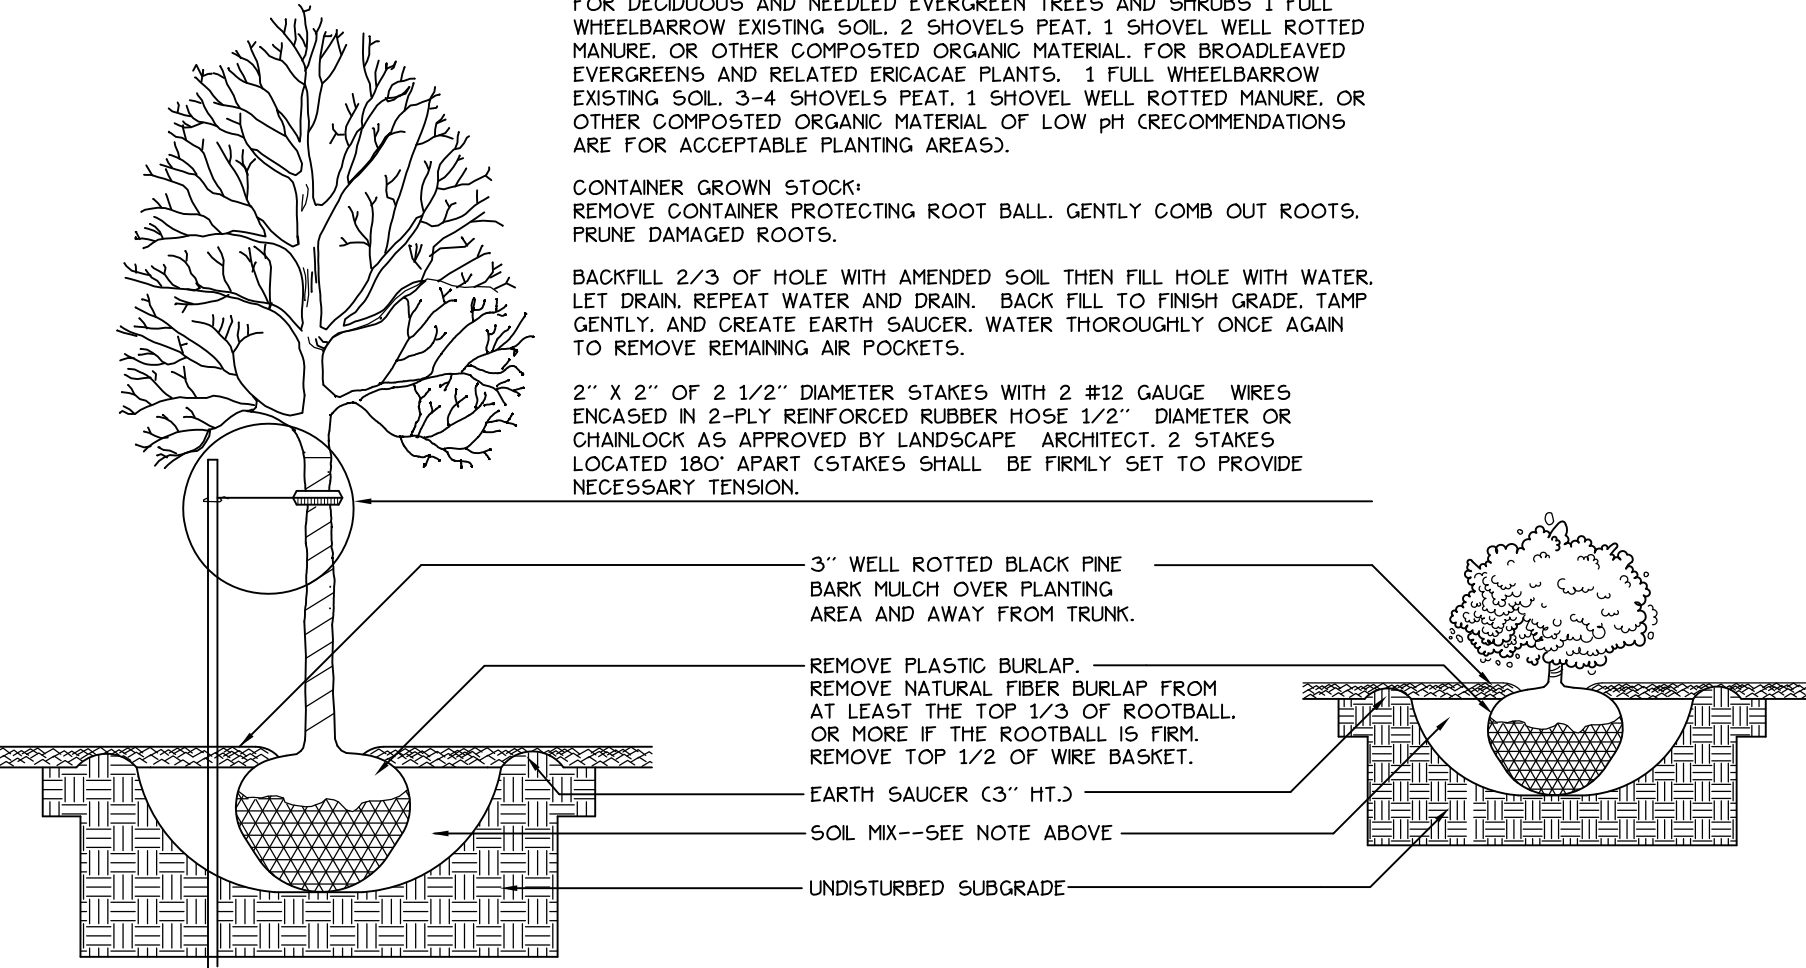 FOR DECIDUOUS AND NEEDLED EVERGREEN TREES AND SHRUBS 1 FULL
WHEELBARROW EXISTING SOIL, 2 SHOVELS PEAT, 1 SHOVEL WELL ROTTED
MANURE, OR OTHER COMPOSTED ORGANIC MATERIAL. FOR BROADLEAVED
EVERGREENS AND RELATED ERICACAE PLANTS, 1 FULL WHEELBARROW
EXISTING SOIL, 3-4 SHOVELS PEAT, 1 SHOVEL WELL ROTTED MANURE, OR
OTHER COMPOSTED ORGANIC MATERIAL OF LOW pH (RECOMMENDATIONS
ARE FOR ACCEPTABLE PLANTING AREAS).
CONTAINER GROWN STOCK:
REMOVE CONTAINER PROTECTING ROOT BALL. GENTLY COMB OUT ROOTS,
PRUNE DAMAGED ROOTS.
BACKFILL 2/3 OF HOLE WITH AMENDED SOIL THEN FILL HOLE WITH WATER,
LET DRAIN, REPEAT WATER AND DRAIN. BACK FILL TO FINISH GRADE, TAMP
GENTLY, AND CREATE EARTH SAUCER. WATER THOROUGHLY ONCE AGAIN
TO REMOVE REMAINING AIR POCKETS.
2'' X 2'' OF 2 1/2'' DIAMETER STAKES WITH 2 #12 GAUGE WIRES
ENCASED IN 2-PLY REINFORCED RUBBER HOSE 1/2'' DIAMETER OR
CHAINLOCK AS APPROVED BY LANDSCAPE ARCHITECT. 2 STAKES
LOCATED 180° APART (STAKES SHALL BE FIRMLY SET TO PROVIDE
NECESSARY TENSION.
3'' WELL ROTTED BLACK PINE
BARK MULCH OVER PLANTING
AREA AND AWAY FROM TRUNK.
REMOVE PLASTIC BURLAP.
REMOVE NATURAL FIBER BURLAP FROM
AT LEAST THE TOP 1/3 OF ROOTBALL,
OR MORE IF THE ROOTBALL IS FIRM.
REMOVE TOP 1/2 OF WIRE BASKET.
EARTH SAUCER (3'' HT.)
SOIL MIX--SEE NOTE ABOVE
UNDISTURBED SUBGRADE